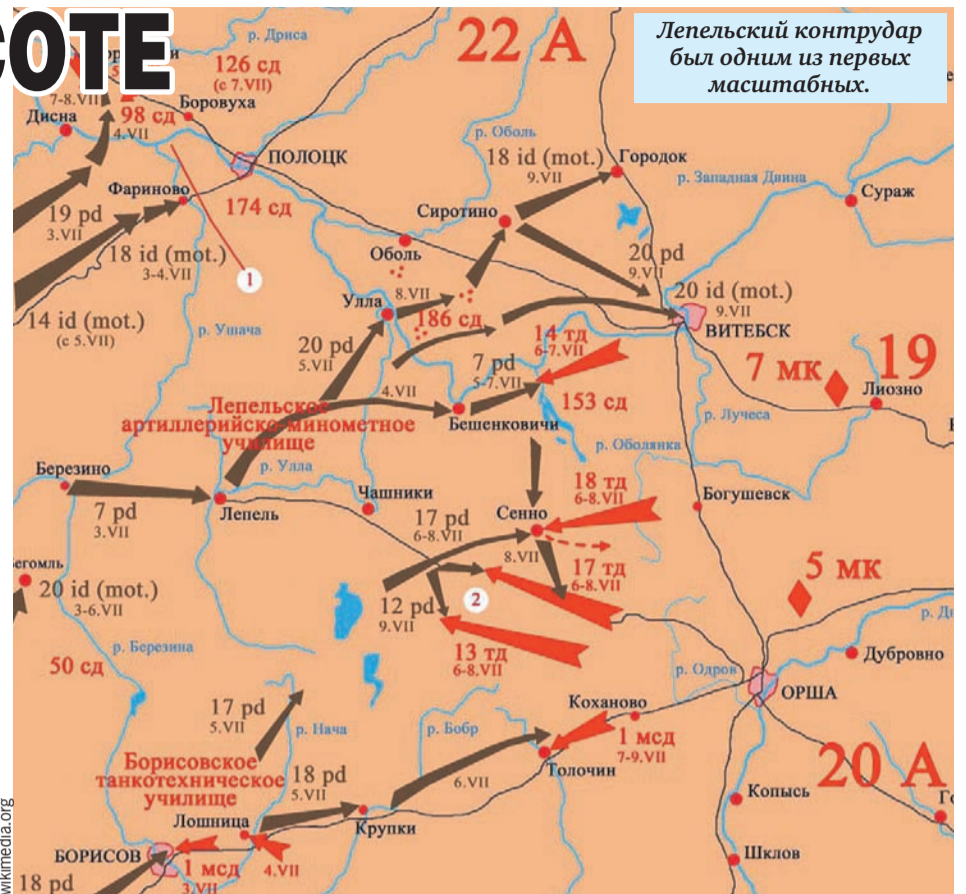 СОТЕ
Лепельский контрудар
был одним из первых
масштабных.
22 А
р. Дриса
126 сд
(с 7.VII)
7-8.VII
98 сд
4.VII
Боровуха
Дисна
ПОЛОЦК
р. Оболь
18 id (mot.)
9.VII
Городок
р. Западная Двина
Сураж
Фариново
174 сд
19 pd
3.VII
18 id (mot.)
3-4.VII
1
Сиротино
Оболь
20 pd
9.VII
14 id (mot.)
(с 5.VII)
р. Ушача
Улла
8.VII
186 сд
20 id (mot.)
9.VII
ВИТЕБСК
20 pd
5.VII
4.VII
7 pd
5-7.VII
14 тд
6-7.VII
7 мк
19
Лиозно
Лепельское
артиллерийско-минометное
училище
Бешенковичи
153 сд
р. Лучеса
р. Оболянка
Березино
7 pd
3.VII
р. Улла
Лепель
Чашники
17 pd
6-8.VII
Сенно
8.VII
18 тд
6-8.VII
Богушевск
17 тд
6-8.VII
5 мк
20 id (mot.)
3-6.VII
12 pd
9.VII
2
13 тд
6-8.VII
р. Березина
50 сд
р. Одров
Дубровно
ОРША
17 pd
5.VII
р. Нача
р. Бобр
Коханово
1 мсд
7-9.VII
Толочин
6.VII
20 А
Борисовское
танкотехническое
училище
18 pd
5.VII
Лошница
Крупки
Копысь
БОРИСОВ
1 мсд
3.VII
4.VII
Шклов
18 pd
wikimedia.org